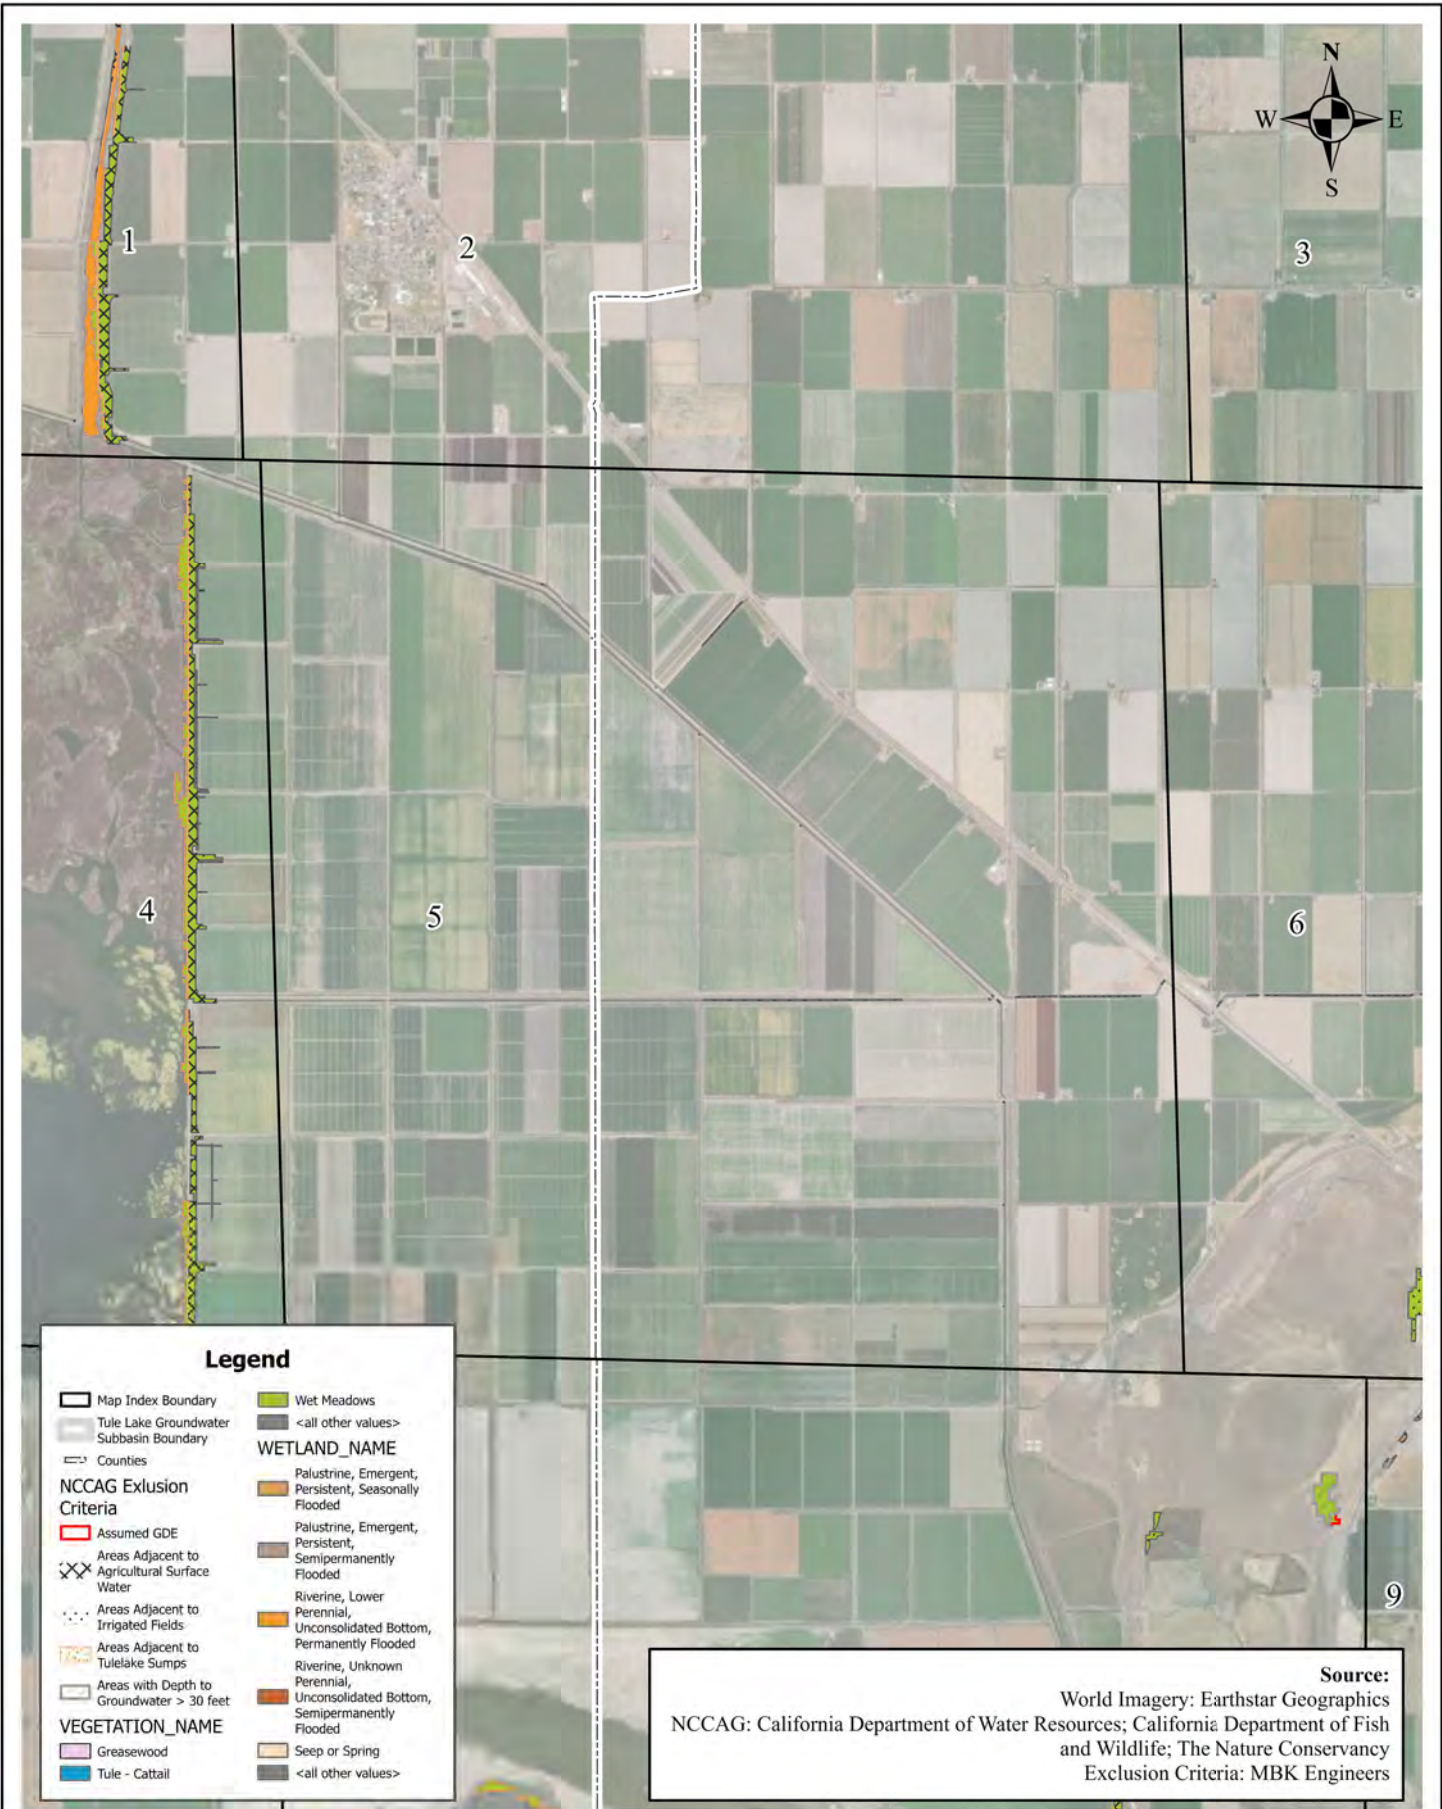 N
W E
S
1
2
3
4
5
6
9
Legend
Map Index Boundary
Tule Lake Groundwater
Subbasin Boundary
Counties
NCCAG Exlusion
Criteria
Assumed GDE
Areas Adjacent to
Agricultural Surface
Water
Areas Adjacent to
Irrigated Fields
Areas Adjacent to
Tulelake Sumps
Areas with Depth to
Groundwater > 30 feet
VEGETATION_NAME
Greasewood
Tule - Cattail
Wet Meadows
<all other values>
WETLAND_NAME
Palustrine, Emergent,
Persistent, Seasonally
Flooded
Palustrine, Emergent,
Persistent,
Semipermanently
Flooded
Riverine, Lower
Perennial,
Unconsolidated Bottom,
Permanently Flooded
Riverine, Unknown
Perennial,
Unconsolidated Bottom,
Semipermanently
Flooded
Seep or Spring
<all other values>
Source:
World Imagery: Earthstar Geographics
NCCAG: California Department of Water Resources; California Department of Fish
and Wildlife; The Nature Conservancy
Exclusion Criteria: MBK Engineers